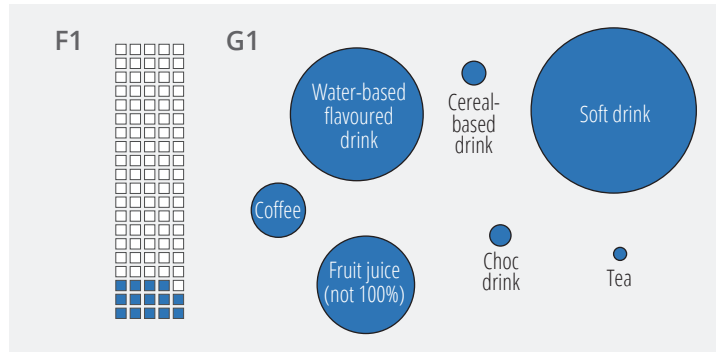 F1
G1
Water-based
flavoured
drink
Cereal-
based
drink
Soft drink
Coffee
Fruit juice
(not 100%)
Choc
drink
Tea